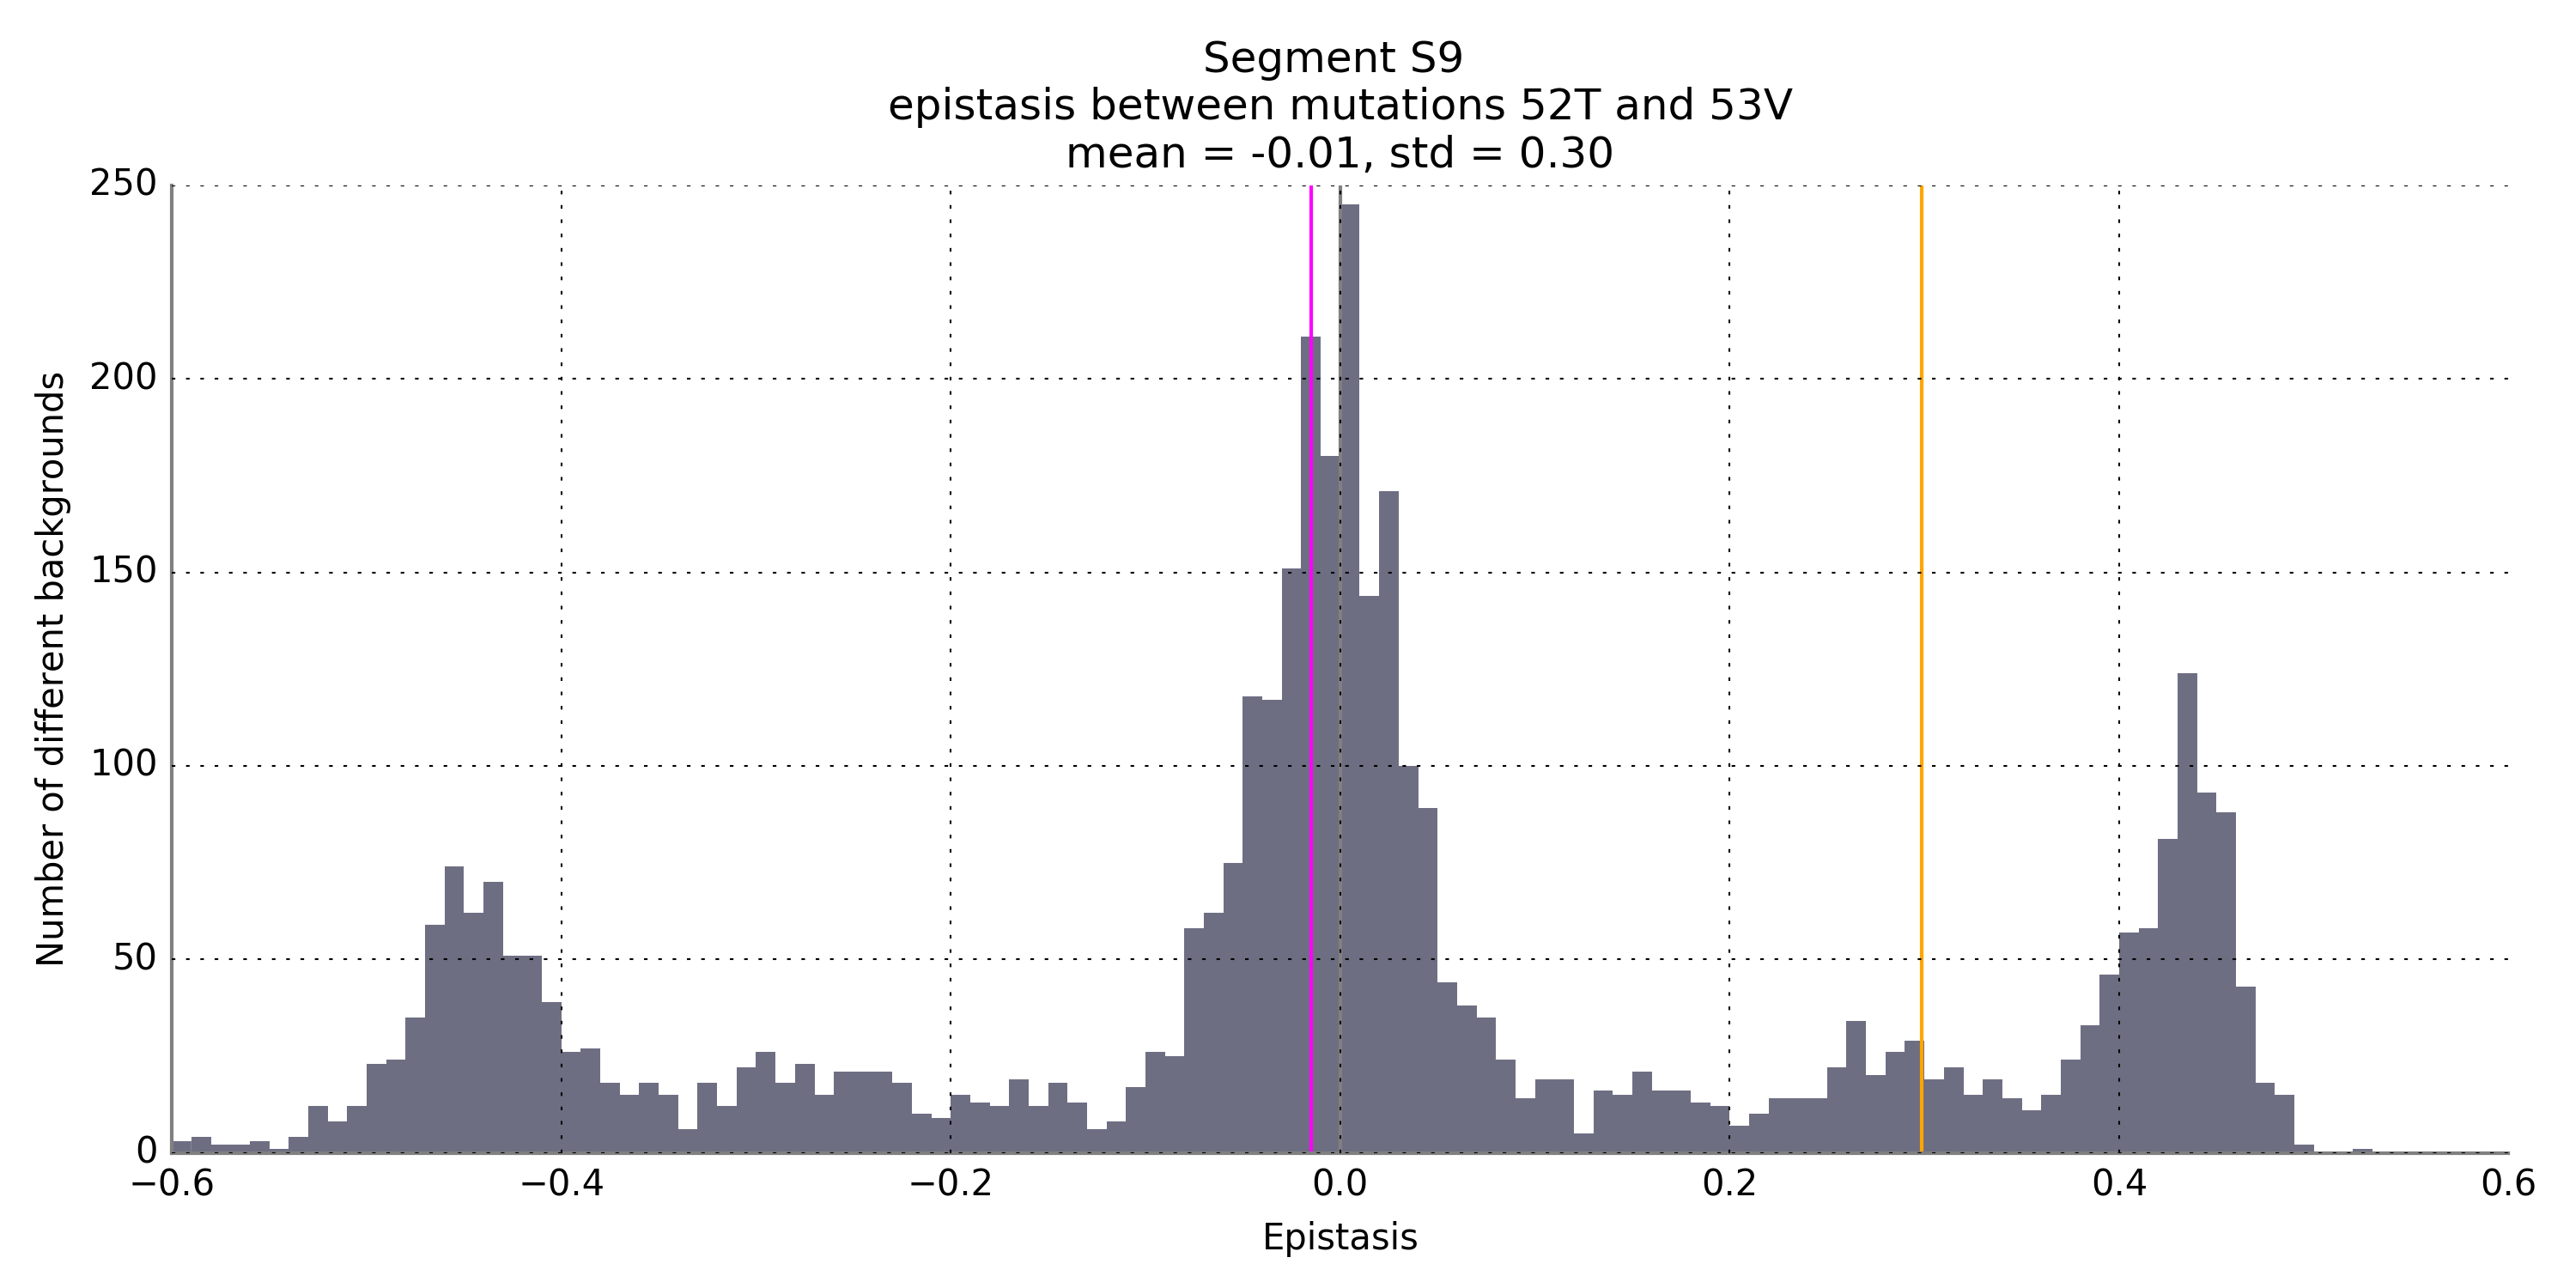 Segment S9
epistasis between mutations 52T and 53V
mean = -0.01, std = 0.30
250
200
150
100
50
0
Number of different backgrounds
−0.6
−0.4
−0.2
0.0
0.2
0.4
0.6
Epistasis